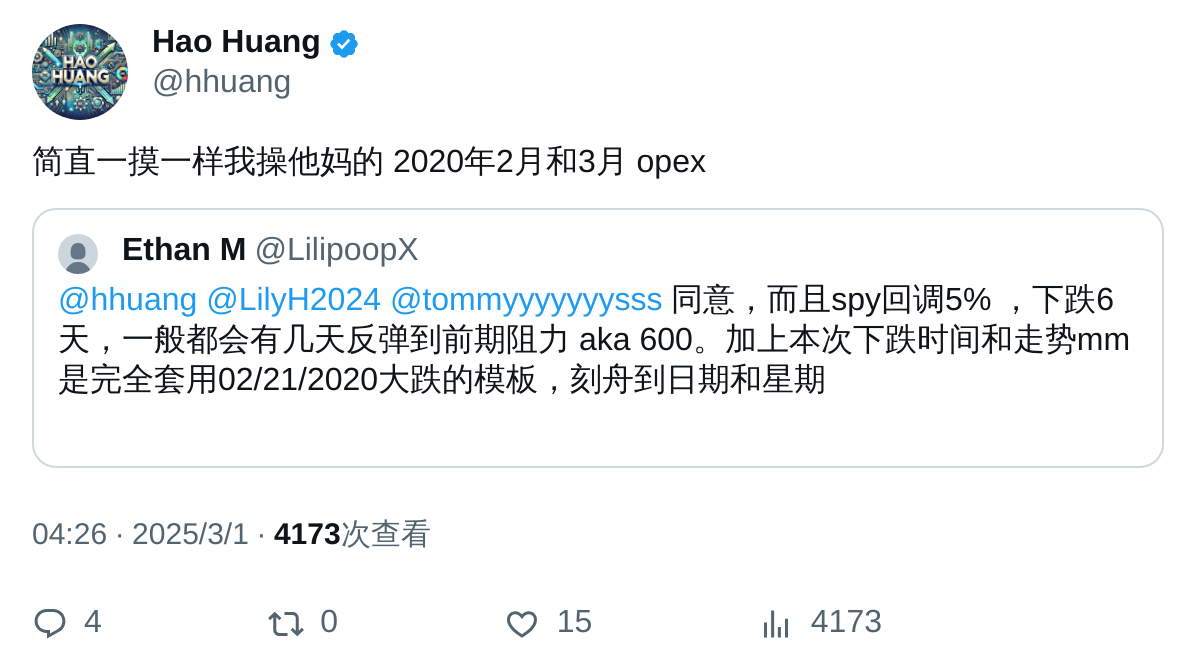 HAO
HUANG
Hao Huang
@hhuang
简直一摸一样我操他妈的 2020年2月和3月 opex
Ethan M @LilipoopX
@hhuang @LilyH2024 @tommyyyyyyysss 同意，而且spy回调5% ，下跌6
天，一般都会有几天反弹到前期阻力 aka 600。加上本次下跌时间和走势mm
是完全套用02/21/2020大跌的模板，刻舟到日期和星期
04:26 · 2025/3/1 · 4173次查看
4 0 15 4173